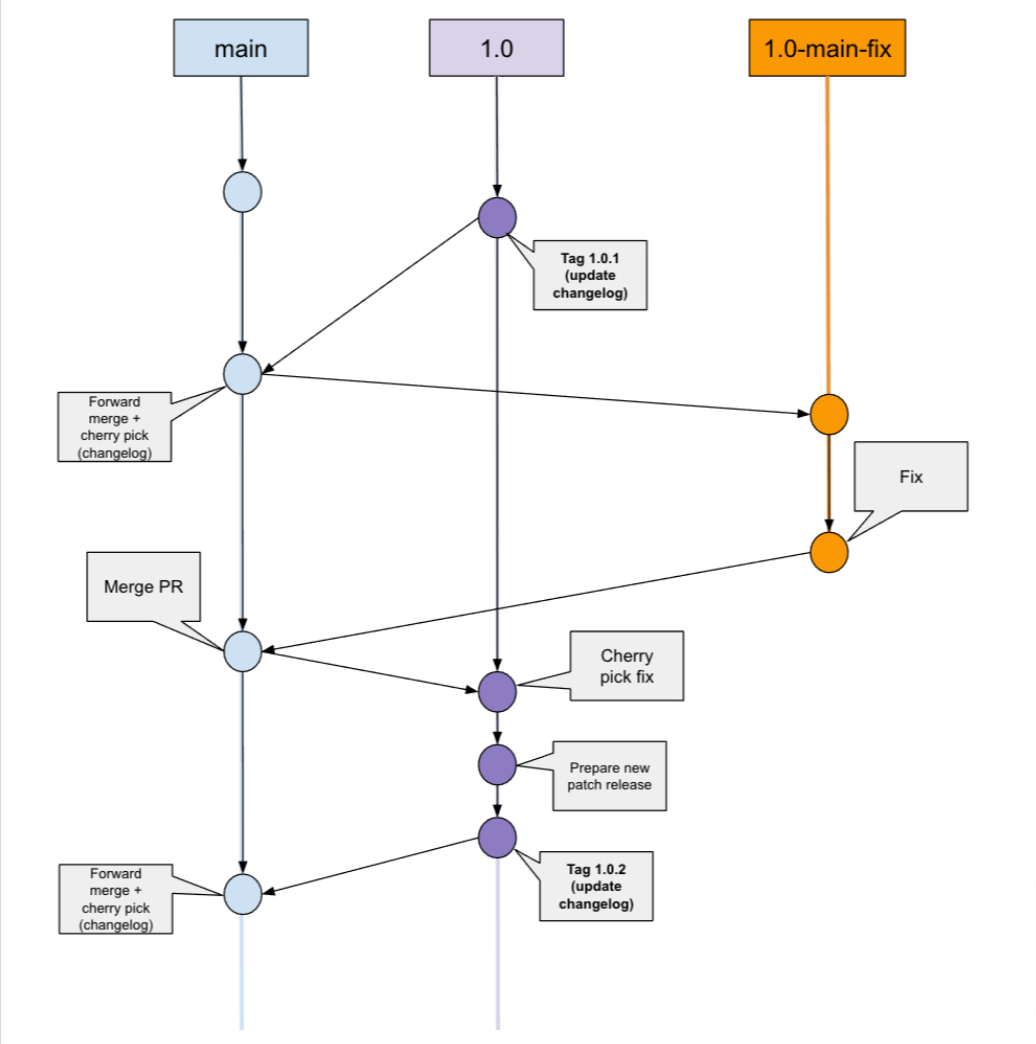 main
1.0
1.0-main-fix
Tag 1.0.1
(update
changelog)
Forward
merge +
cherry pick
(changelog)
Fix
Merge PR
Cherry
pick fix
Prepare new
patch release
Tag 1.0.2
(update
changelog)
Forward
merge +
cherry pick
(changelog)